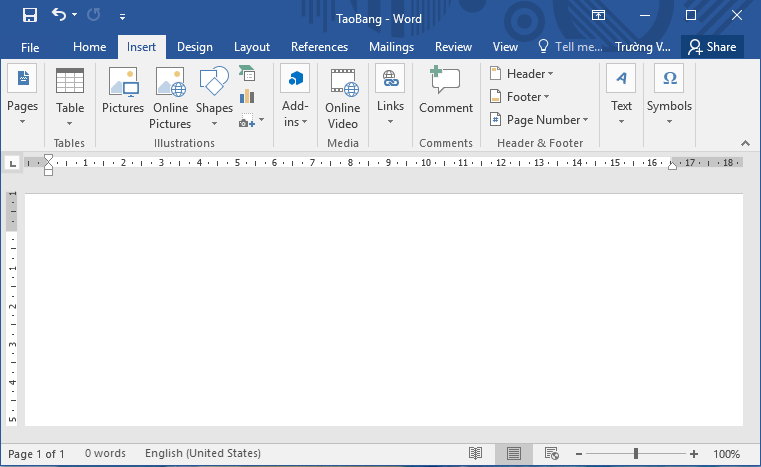 TaoBang - Word
File Home Insert Design Layout References Mailings Review View Tell me... Trường V... Share
Pages Table Pictures Online Pictures Shapes Add-ins Online Video Links Comment Header Footer Page Number Text Symbols
Tables Illustrations Media Comments Header & Footer
L 1 2 3 4 5 6 7 8 9 10 11 12 13 14 15 16 17 18
1
1
2
3
4
5
Page 1 of 1 0 words English (United States) 100%